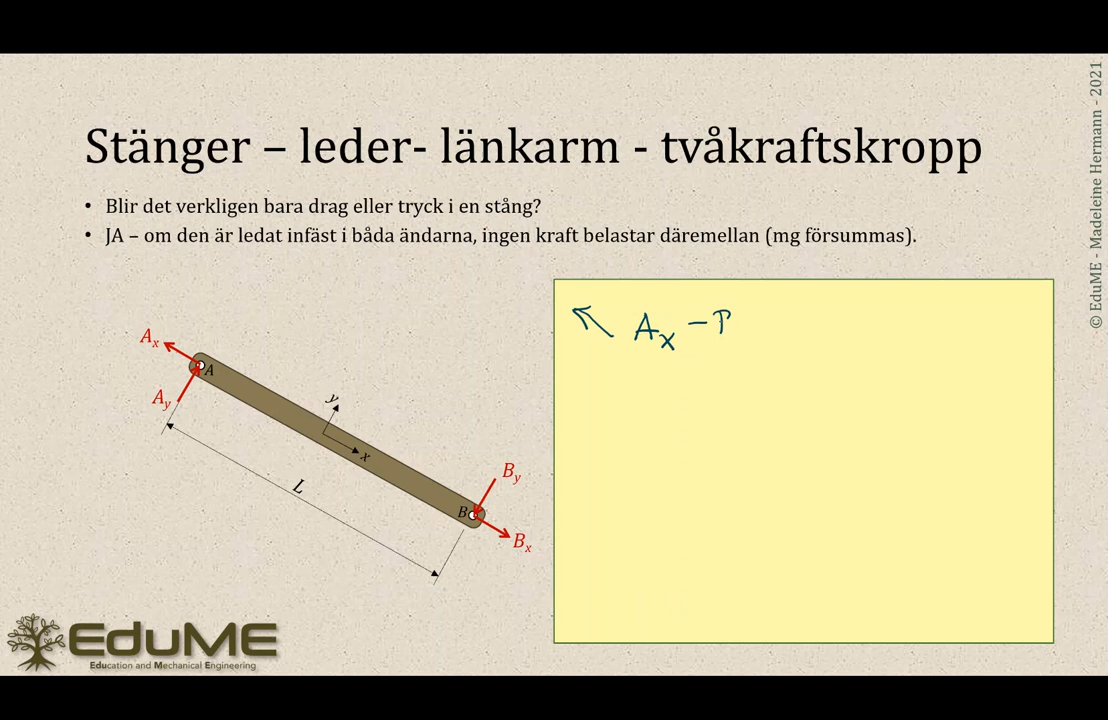 Stänger – leder- länkarm - tvåkraftskropp
• Blir det verkligen bara drag eller tryck i en stång?
• JA – om den är ledat infäst i båda ändarna, ingen kraft belastar däremellan (mg försummas).
Ax
A
Ay
y
x
L
By
B
Bx
↖ Ax −
EduME
Education and Mechanical Engineering
© EduME - Madeleine Hermann - 2021